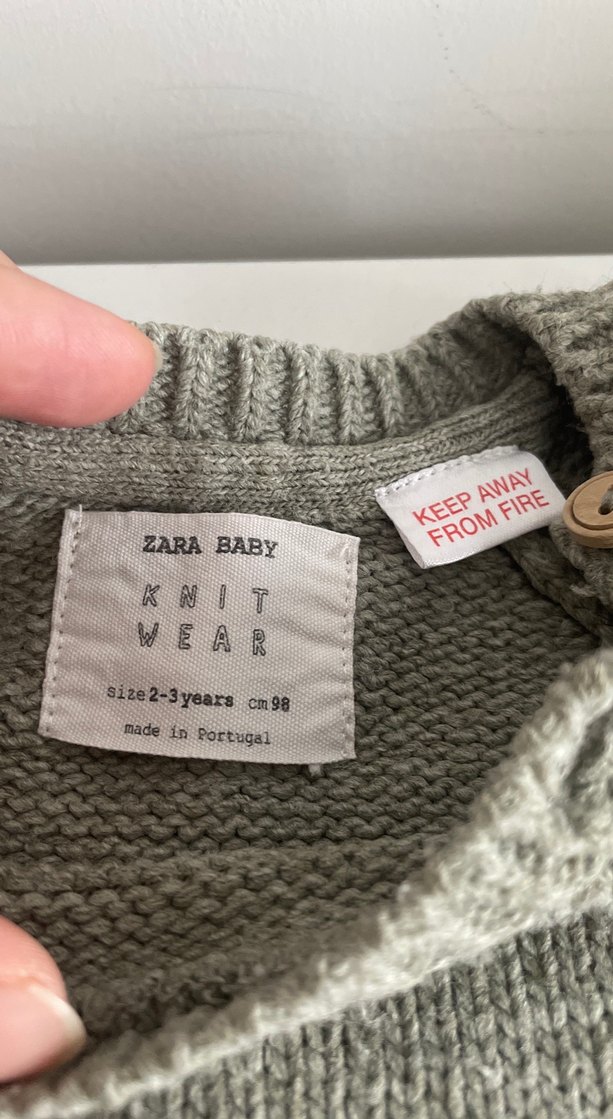 ZARA BABY
KNIT
WEAR
size 2-3 years cm 98
made in Portugal
KEEP AWAY
FROM FIRE